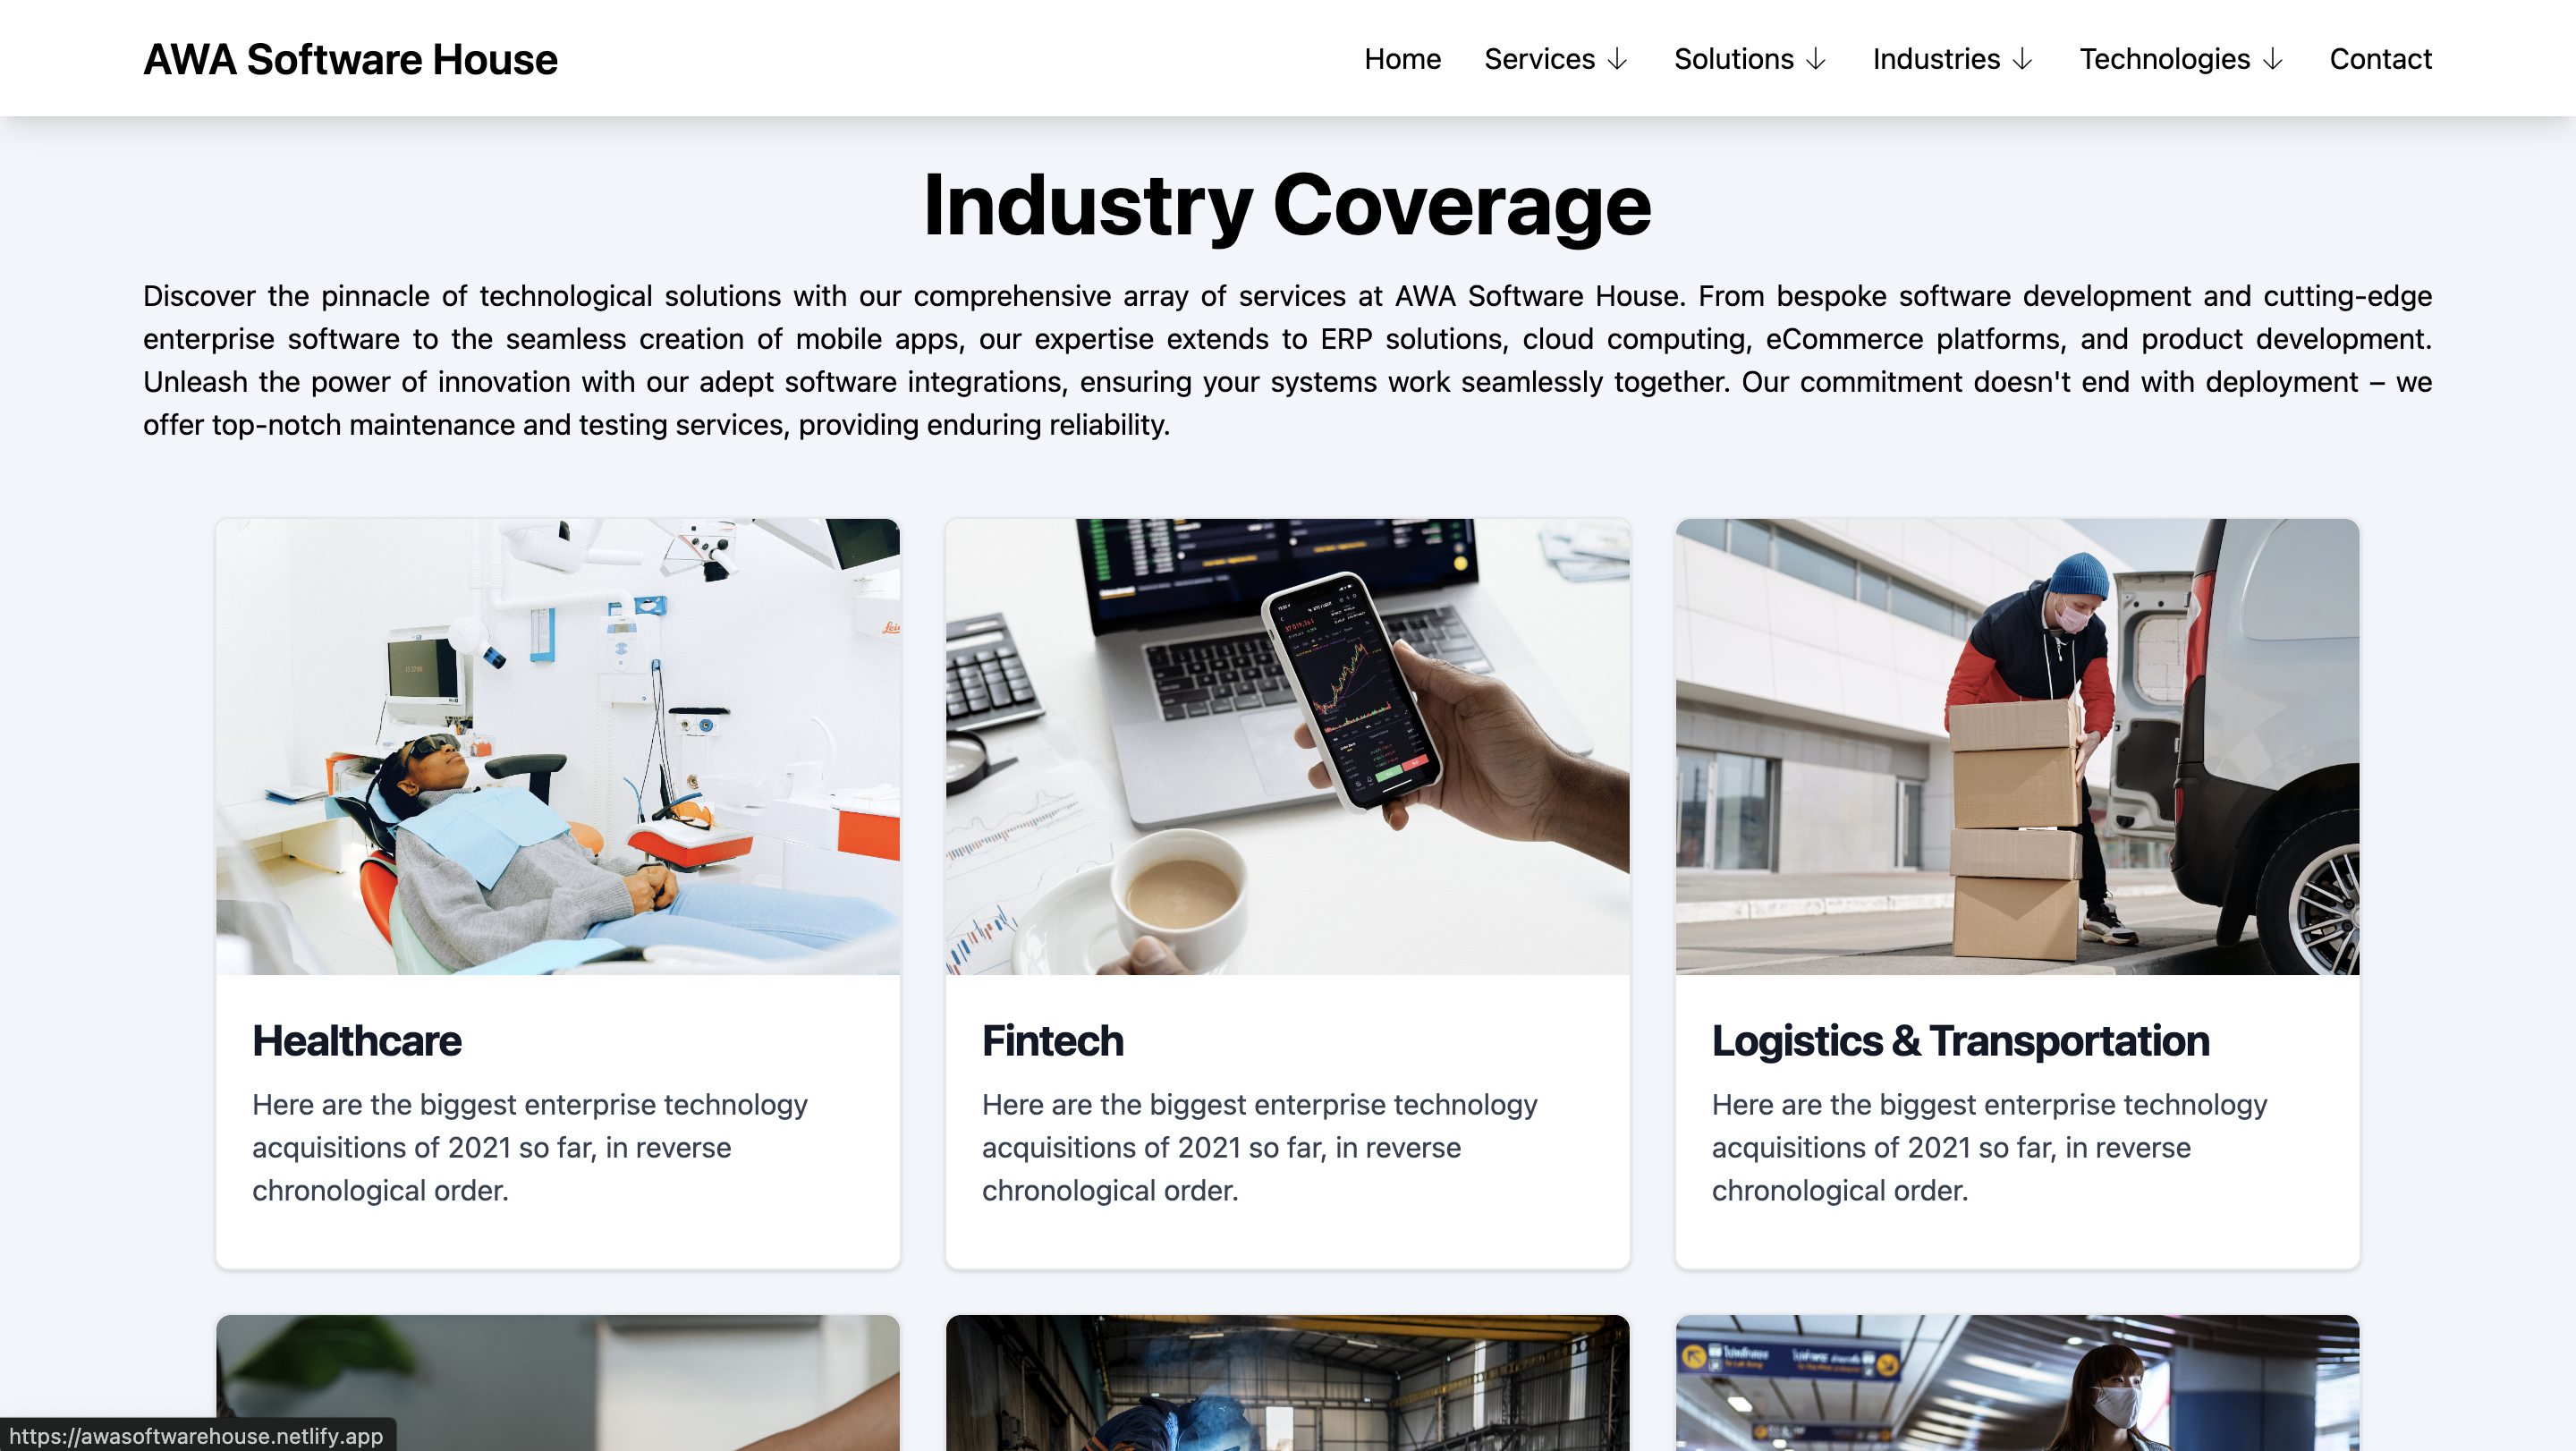 AWA Software House
Home Services ↓ Solutions ↓ Industries ↓ Technologies ↓ Contact
Industry Coverage
Discover the pinnacle of technological solutions with our comprehensive array of services at AWA Software House. From bespoke software development and cutting-edge
enterprise software to the seamless creation of mobile apps, our expertise extends to ERP solutions, cloud computing, eCommerce platforms, and product development.
Unleash the power of innovation with our adept software integrations, ensuring your systems work seamlessly together. Our commitment doesn't end with deployment – we
offer top-notch maintenance and testing services, providing enduring reliability.
Healthcare
Here are the biggest enterprise technology
acquisitions of 2021 so far, in reverse
chronological order.
Fintech
Here are the biggest enterprise technology
acquisitions of 2021 so far, in reverse
chronological order.
Logistics & Transportation
Here are the biggest enterprise technology
acquisitions of 2021 so far, in reverse
chronological order.
https://awasoftwarehouse.netlify.app